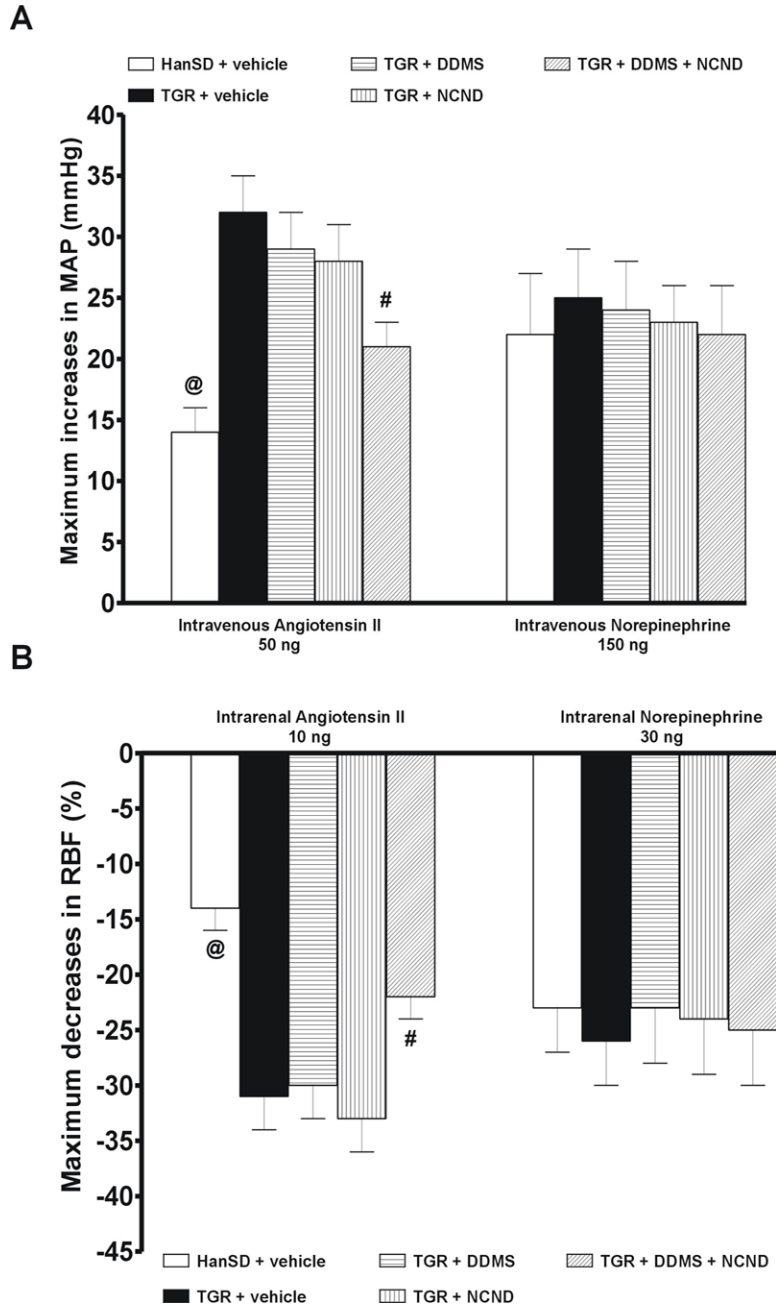 A
HanSD + vehicle TGR + DDMS TGR + DDMS + NCND
TGR + vehicle TGR + NCND
Maximum increases in MAP (mmHg)
40
35
30
25
20
15
10
5
0
@
#
Intravenous Angiotensin II Intravenous Norepinephrine
50 ng 150 ng
B
Intrarenal Angiotensin II Intrarenal Norepinephrine
10 ng 30 ng
Maximum decreases in RBF (%)
0
-5
-10
-15
-20
-25
-30
-35
-40
-45
@
#
HanSD + vehicle TGR + DDMS TGR + DDMS + NCND
TGR + vehicle TGR + NCND